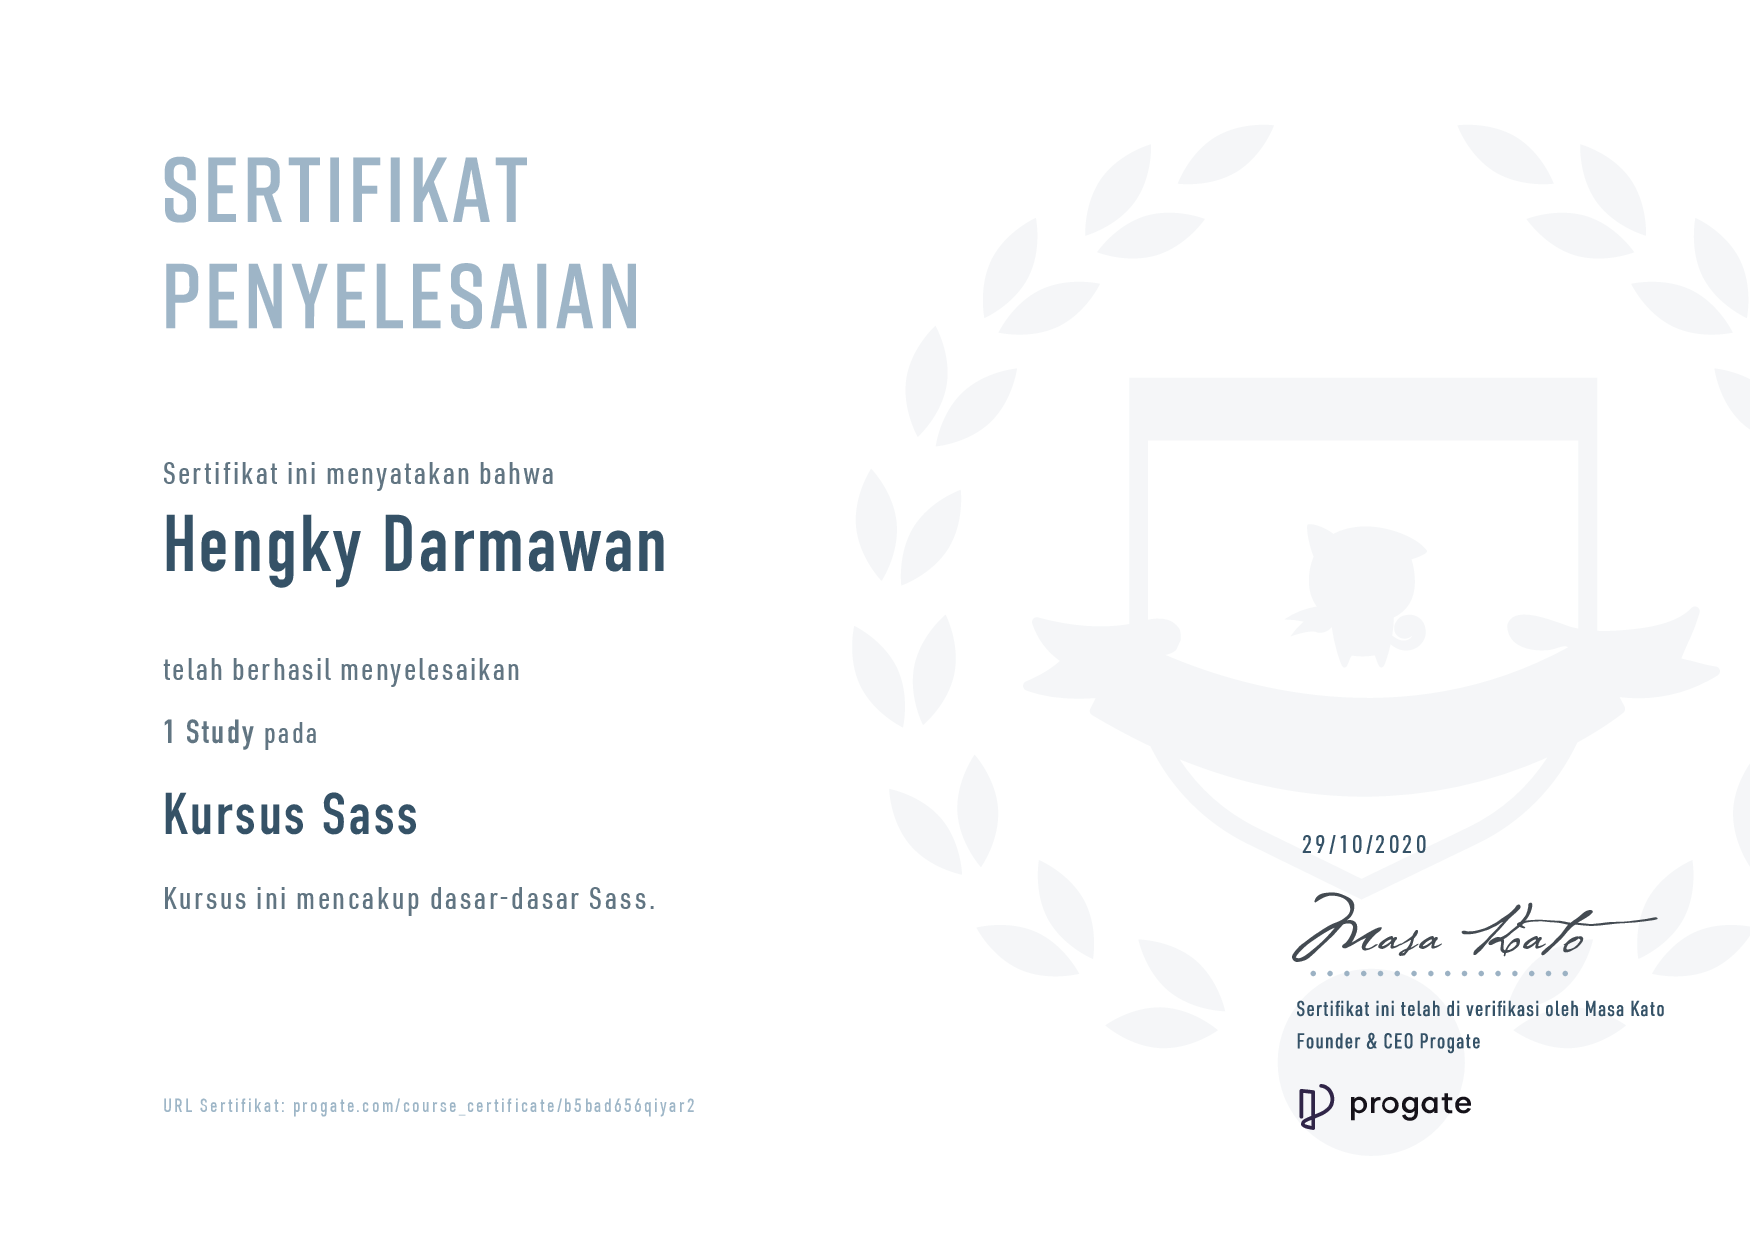 SERTIFIKAT
PENYELESAIAN
Sertifikat ini menyatakan bahwa
Hengky Darmawan
telah berhasil menyelesaikan
1 Study pada
Kursus Sass
Kursus ini mencakup dasar-dasar Sass.
29/10/2020
Masa Kato
Sertifikat ini telah di verifikasi oleh Masa Kato
Founder & CEO Progate
URL Sertifikat: progate.com/course_certificate/b5bad656qiyar2
progate